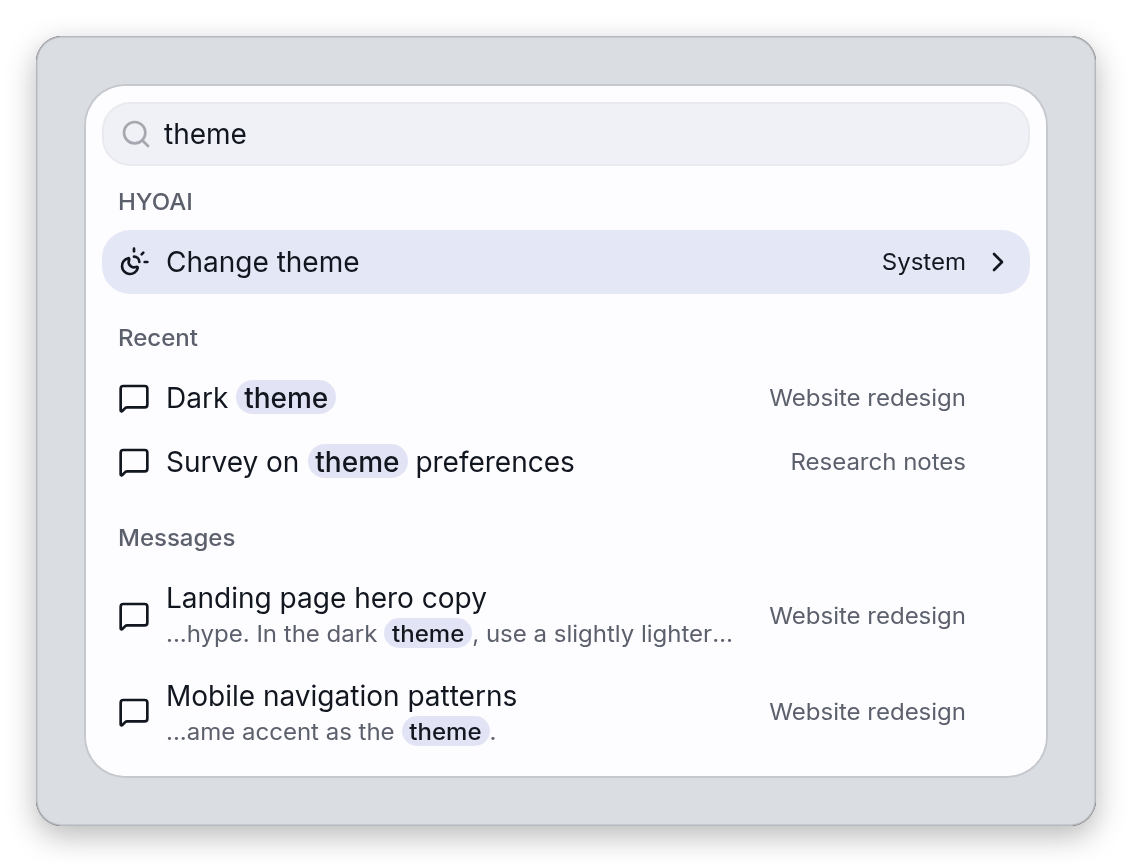 theme
HYOAI
Change theme System
Recent
Dark theme Website redesign
Survey on theme preferences Research notes
Messages
Landing page hero copy
...hype. In the dark theme, use a slightly lighter... Website redesign
Mobile navigation patterns
...ame accent as the theme. Website redesign